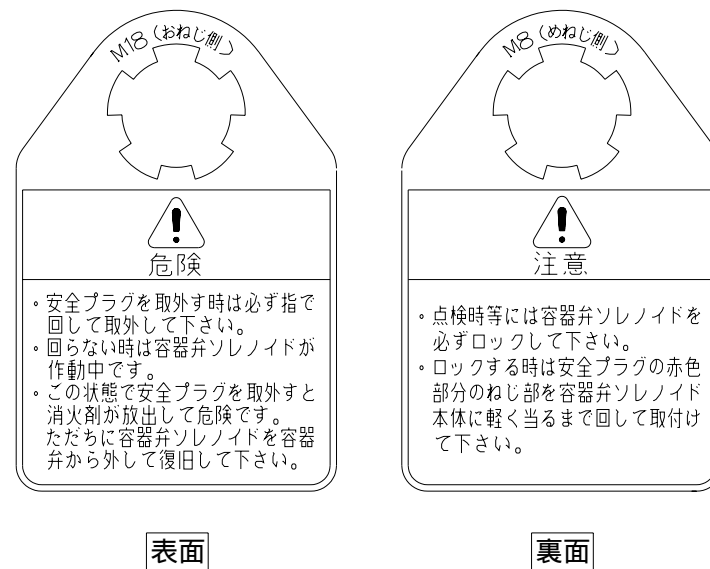 M18(おねじ側)
危険
。安全プラグを取外す時は必ず指で
回して取外して下さい。
。回らない時は容器弁ソレノイドが
作動中です。
。この状態で安全プラグを取外すと
消火剤が放出して危険です。
ただちに容器弁ソレノイドを容器
弁から外して復旧して下さい。
表面
M8(めねじ側)
注意
。点検時等には容器弁ソレノイドを
必ずロックして下さい。
。ロックする時は安全プラグの赤色
部分のねじ部を容器弁ソレノイド
本体に軽く当るまで回して取付け
て下さい。
裏面